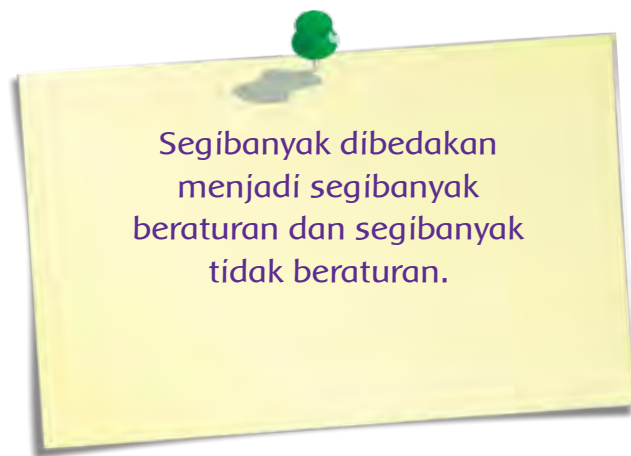 Segibanyak dibedakan
menjadi segibanyak
beraturan dan segibanyak
tidak beraturan.